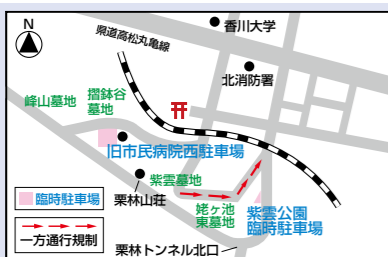 N
香川大学
県道高松丸亀線
北消防署
摺鉢谷
墓地
峰山墓地
旧市民病院西駐車場
紫雲墓地
栗林山荘
姥ヶ池
東墓地
紫雲公園
臨時駐車場
臨時駐車場
一方通行規制
栗林トンネル北口